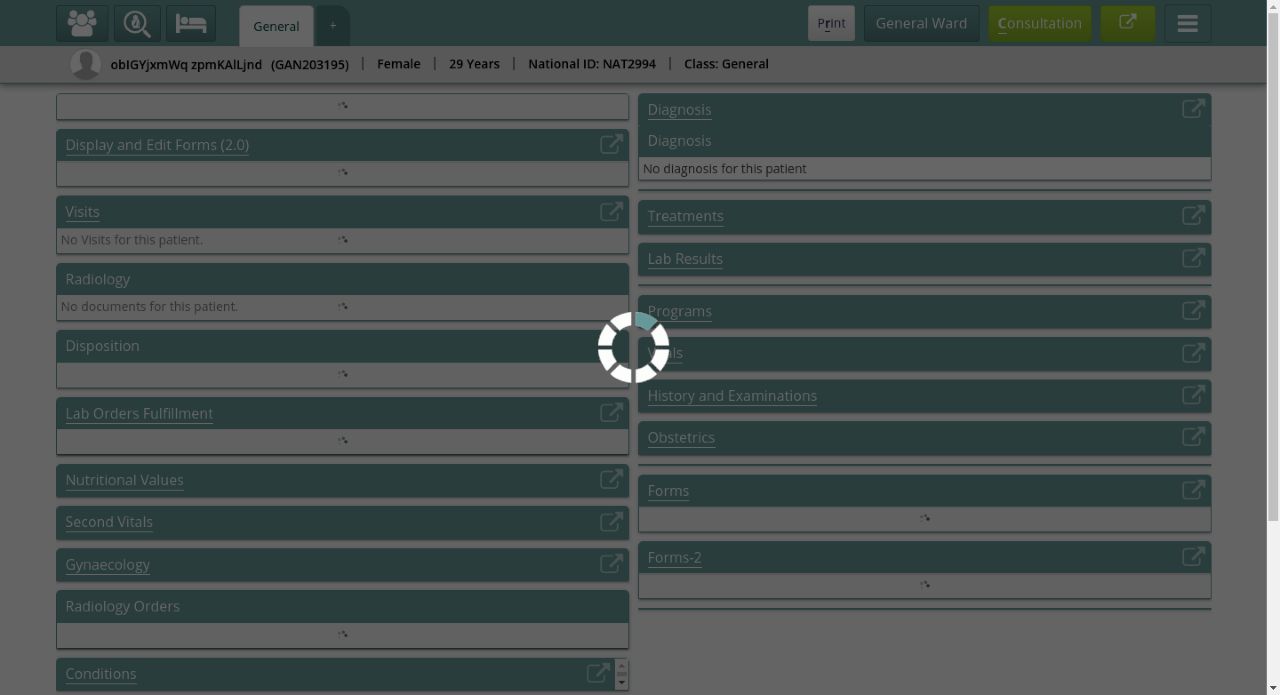 General
+
Print
General Ward
Consultation
obIGYjxmWq zpmKAlLjnd (GAN203195) | Female | 29 Years | National ID: NAT2994 | Class: General
Display and Edit Forms (2.0)
Visits
No Visits for this patient.
Radiology
No documents for this patient.
Disposition
Lab Orders Fulfillment
Nutritional Values
Second Vitals
Gynaecology
Radiology Orders
Conditions
Diagnosis
Diagnosis
No diagnosis for this patient
Treatments
Lab Results
Programs
Vitals
History and Examinations
Obstetrics
Forms
Forms-2